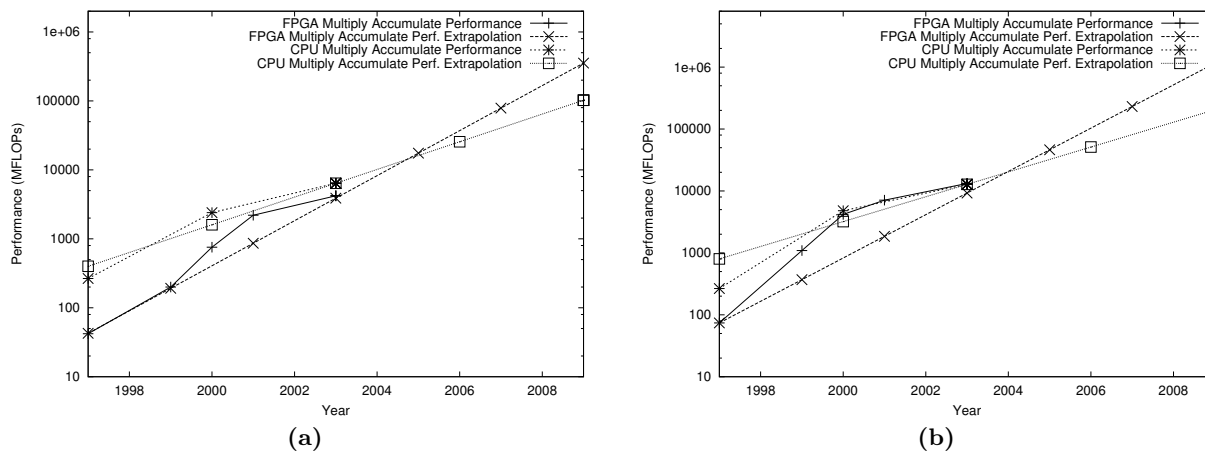 FPGA Multiply Accumulate Performance
FPGA Multiply Accumulate Perf. Extrapolation
CPU Multiply Accumulate Performance
CPU Multiply Accumulate Perf. Extrapolation
1e+06
100000
10000
1000
100
10
Performance (MFLOPs)
1998 2000 2002 2004 2006 2008
Year
(a)
FPGA Multiply Accumulate Performance
FPGA Multiply Accumulate Perf. Extrapolation
CPU Multiply Accumulate Performance
CPU Multiply Accumulate Perf. Extrapolation
1e+06
100000
10000
1000
100
10
Performance (MFLOPs)
1998 2000 2002 2004 2006 2008
Year
(b)